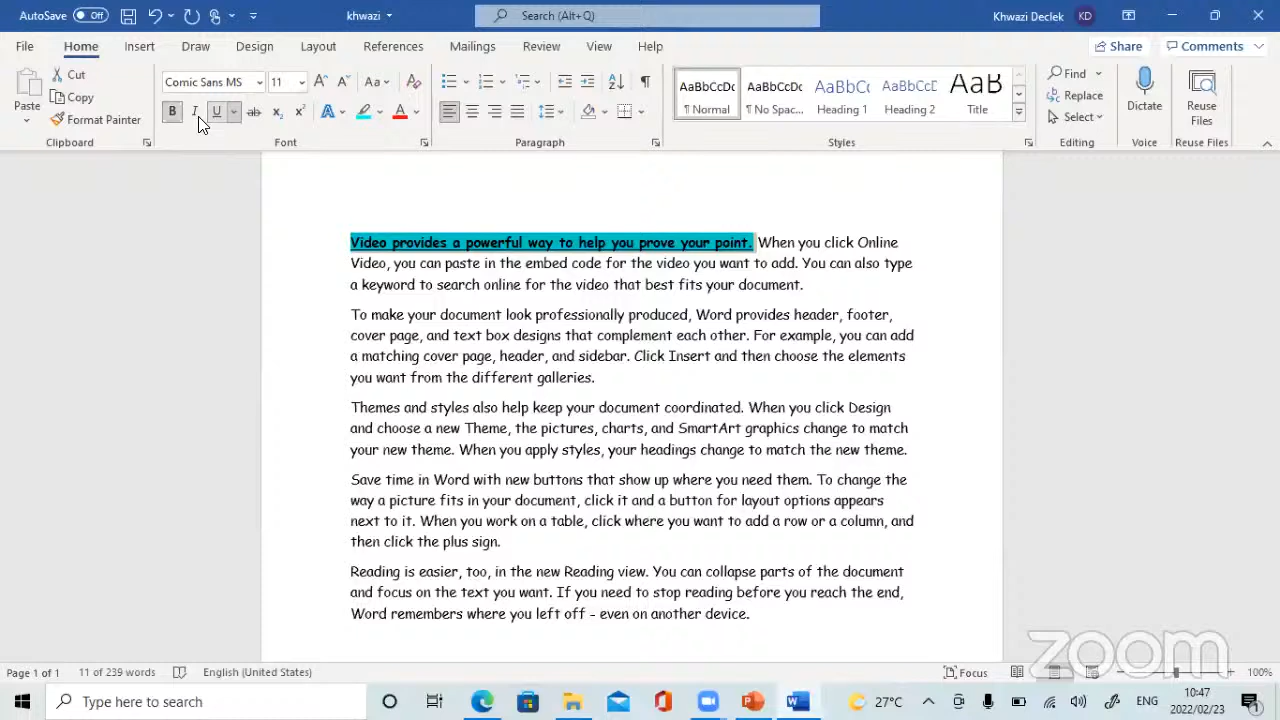 AutoSave Off khwazi Search (Alt+Q) Khwazi Declek KD
File Home Insert Draw Design Layout References Mailings Review View Help Share Comments
Paste Cut Copy Format Painter Clipboard
Comic Sans MS 11 Aa B I U ab x₂ x² A A Font
Paragraph
AaBbCcDc ¶ Normal AaBbCcDc ¶ No Spac... AaBbCc Heading 1 AaBbCcD Heading 2 AaB Title Styles
Find Replace Select Editing
Dictate Voice
Reuse Files Reuse Files
Video provides a powerful way to help you prove your point. When you click Online
Video, you can paste in the embed code for the video you want to add. You can also type
a keyword to search online for the video that best fits your document.
To make your document look professionally produced, Word provides header, footer,
cover page, and text box designs that complement each other. For example, you can add
a matching cover page, header, and sidebar. Click Insert and then choose the elements
you want from the different galleries.
Themes and styles also help keep your document coordinated. When you click Design
and choose a new Theme, the pictures, charts, and SmartArt graphics change to match
your new theme. When you apply styles, your headings change to match the new theme.
Save time in Word with new buttons that show up where you need them. To change the
way a picture fits in your document, click it and a button for layout options appears
next to it. When you work on a table, click where you want to add a row or a column, and
then click the plus sign.
Reading is easier, too, in the new Reading view. You can collapse parts of the document
and focus on the text you want. If you need to stop reading before you reach the end,
Word remembers where you left off - even on another device.
zoom
Page 1 of 1 11 of 239 words English (United States) Focus 100%
Type here to search 27°C ENG 10:47
2022/02/23